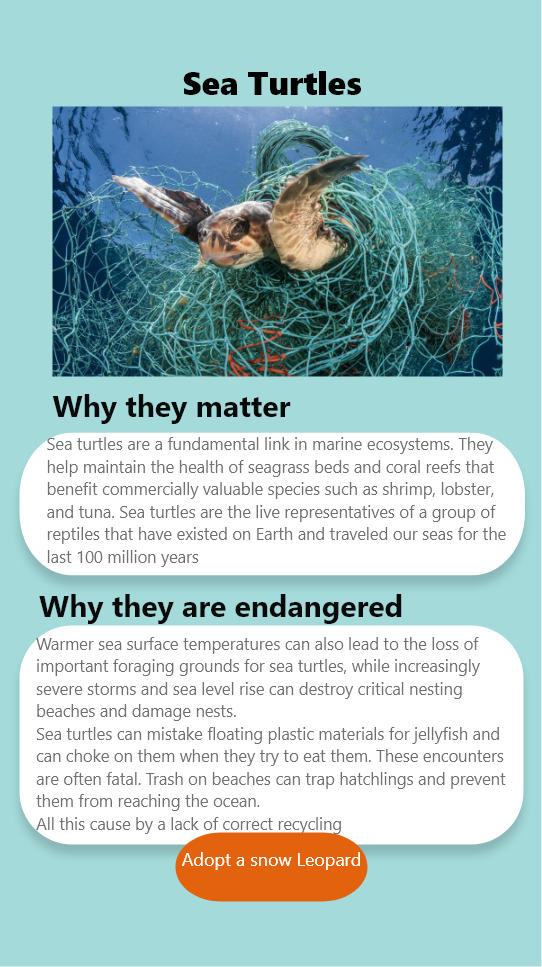 Sea Turtles
Why they matter
Sea turtles are a fundamental link in marine ecosystems. They
help maintain the health of seagrass beds and coral reefs that
benefit commercially valuable species such as shrimp, lobster,
and tuna. Sea turtles are the live representatives of a group of
reptiles that have existed on Earth and traveled our seas for the
last 100 million years
Why they are endangered
Warmer sea surface temperatures can also lead to the loss of
important foraging grounds for sea turtles, while increasingly
severe storms and sea level rise can destroy critical nesting
beaches and damage nests.
Sea turtles can mistake floating plastic materials for jellyfish and
can choke on them when they try to eat them. These encounters
are often fatal. Trash on beaches can trap hatchlings and prevent
them from reaching the ocean.
All this cause by a lack of correct recycling
Adopt a snow Leopard